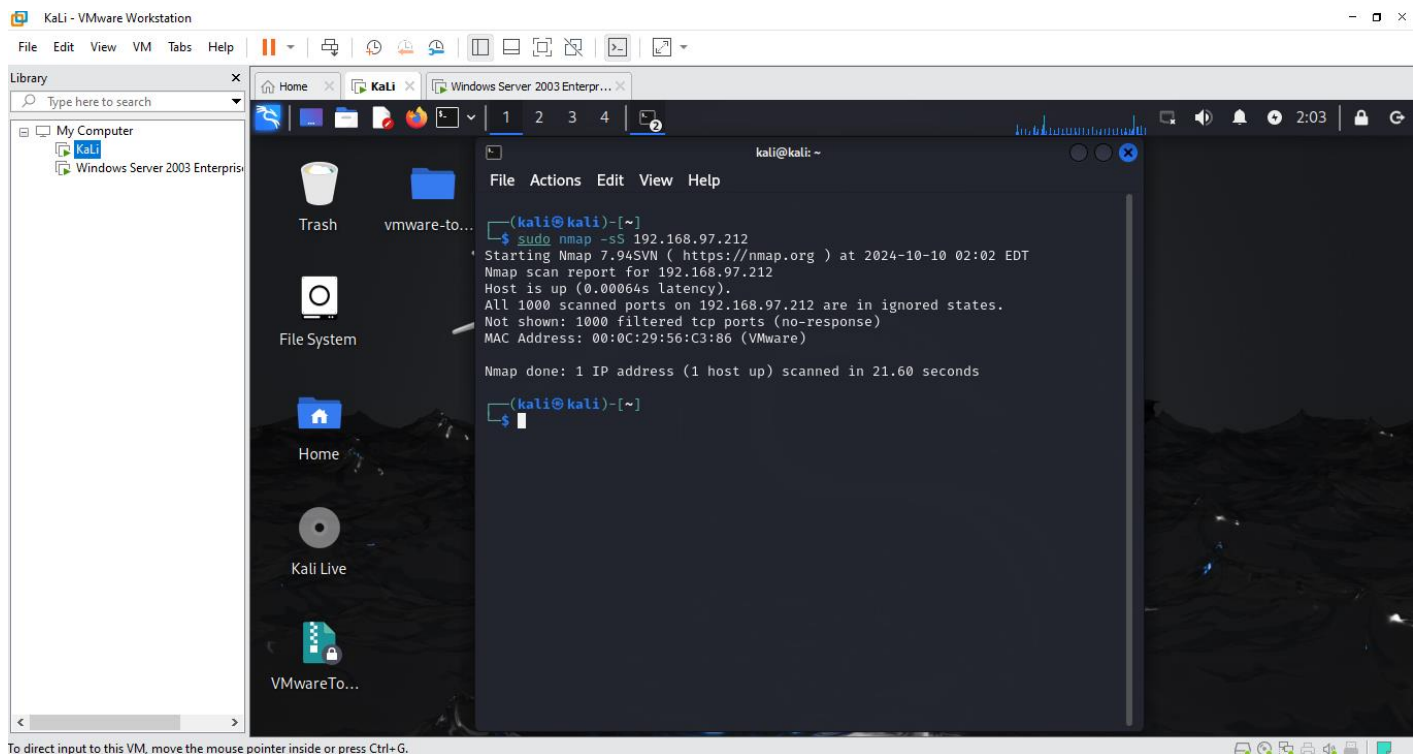 KaLi - VMware Workstation
File Edit View VM Tabs Help
Library
Type here to search
My Computer
KaLi
Windows Server 2003 Enterpris
Home KaLi Windows Server 2003 Enterpr...
1 2 3 4 2 2:03
kali@kali: ~
File Actions Edit View Help
Trash
vmware-to...
File System
Home
Kali Live
VMwareTo...
(kali㉿kali)-[~]
$ sudo nmap -sS 192.168.97.212
Starting Nmap 7.94SVN ( https://nmap.org ) at 2024-10-10 02:02 EDT
Nmap scan report for 192.168.97.212
Host is up (0.00064s latency).
All 1000 scanned ports on 192.168.97.212 are in ignored states.
Not shown: 1000 filtered tcp ports (no-response)
MAC Address: 00:0C:29:56:C3:86 (VMware)
Nmap done: 1 IP address (1 host up) scanned in 21.60 seconds
(kali㉿kali)-[~]
$
To direct input to this VM, move the mouse pointer inside or press Ctrl+G.